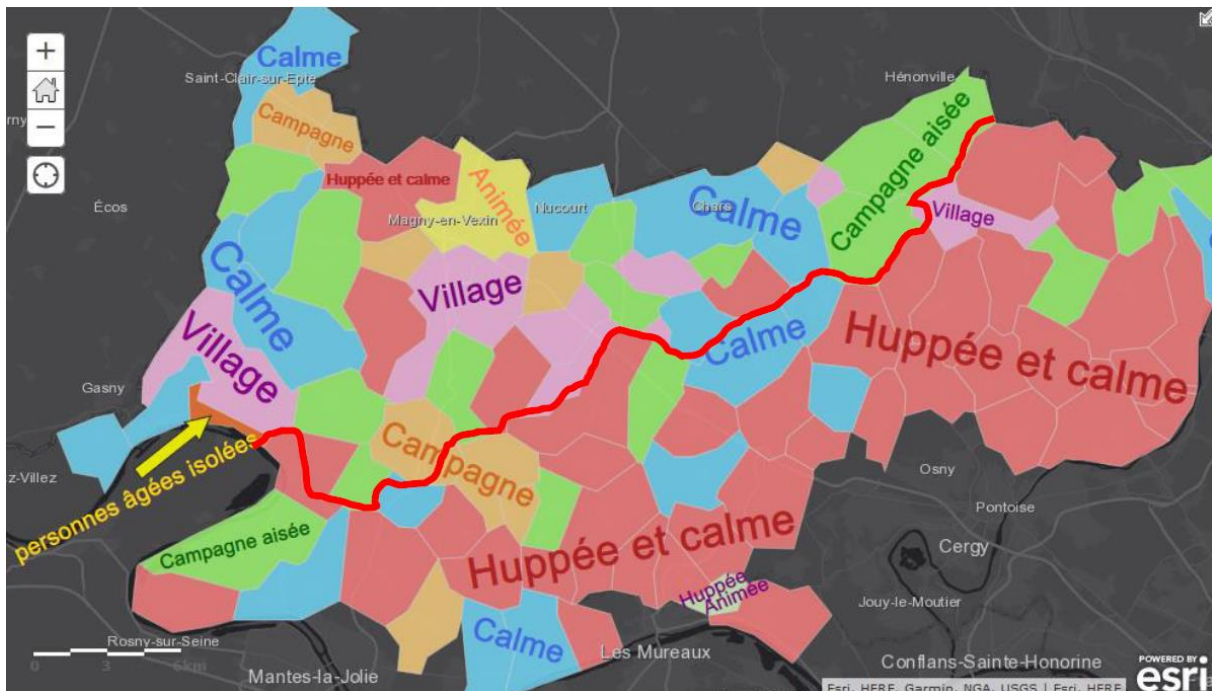 +
−
Calme
Saint-Clair-sur-Epte
Hénonville
rny
Campagne
Campagne aisée
Huppée et calme
Animée
Écos
Nucourt
Chars
Calme
Magny-en-Vexin
Village
Calme
Village
Village
Calme
Huppée et calme
Gasny
Campagne
personnes âgées isolées
z-Villez
Osny
Pontoise
Campagne aisée
Huppée et calme
Cergy
Huppée
Animée
Jouy-le-Moutier
Rosny-sur-Seine
Calme
0 3 6km
Les Mureaux
Mantes-la-Jolie
Conflans-Sainte-Honorine
POWERED BY
esri
Esri, HERE, Garmin, NGA, USGS | Esri, HERE